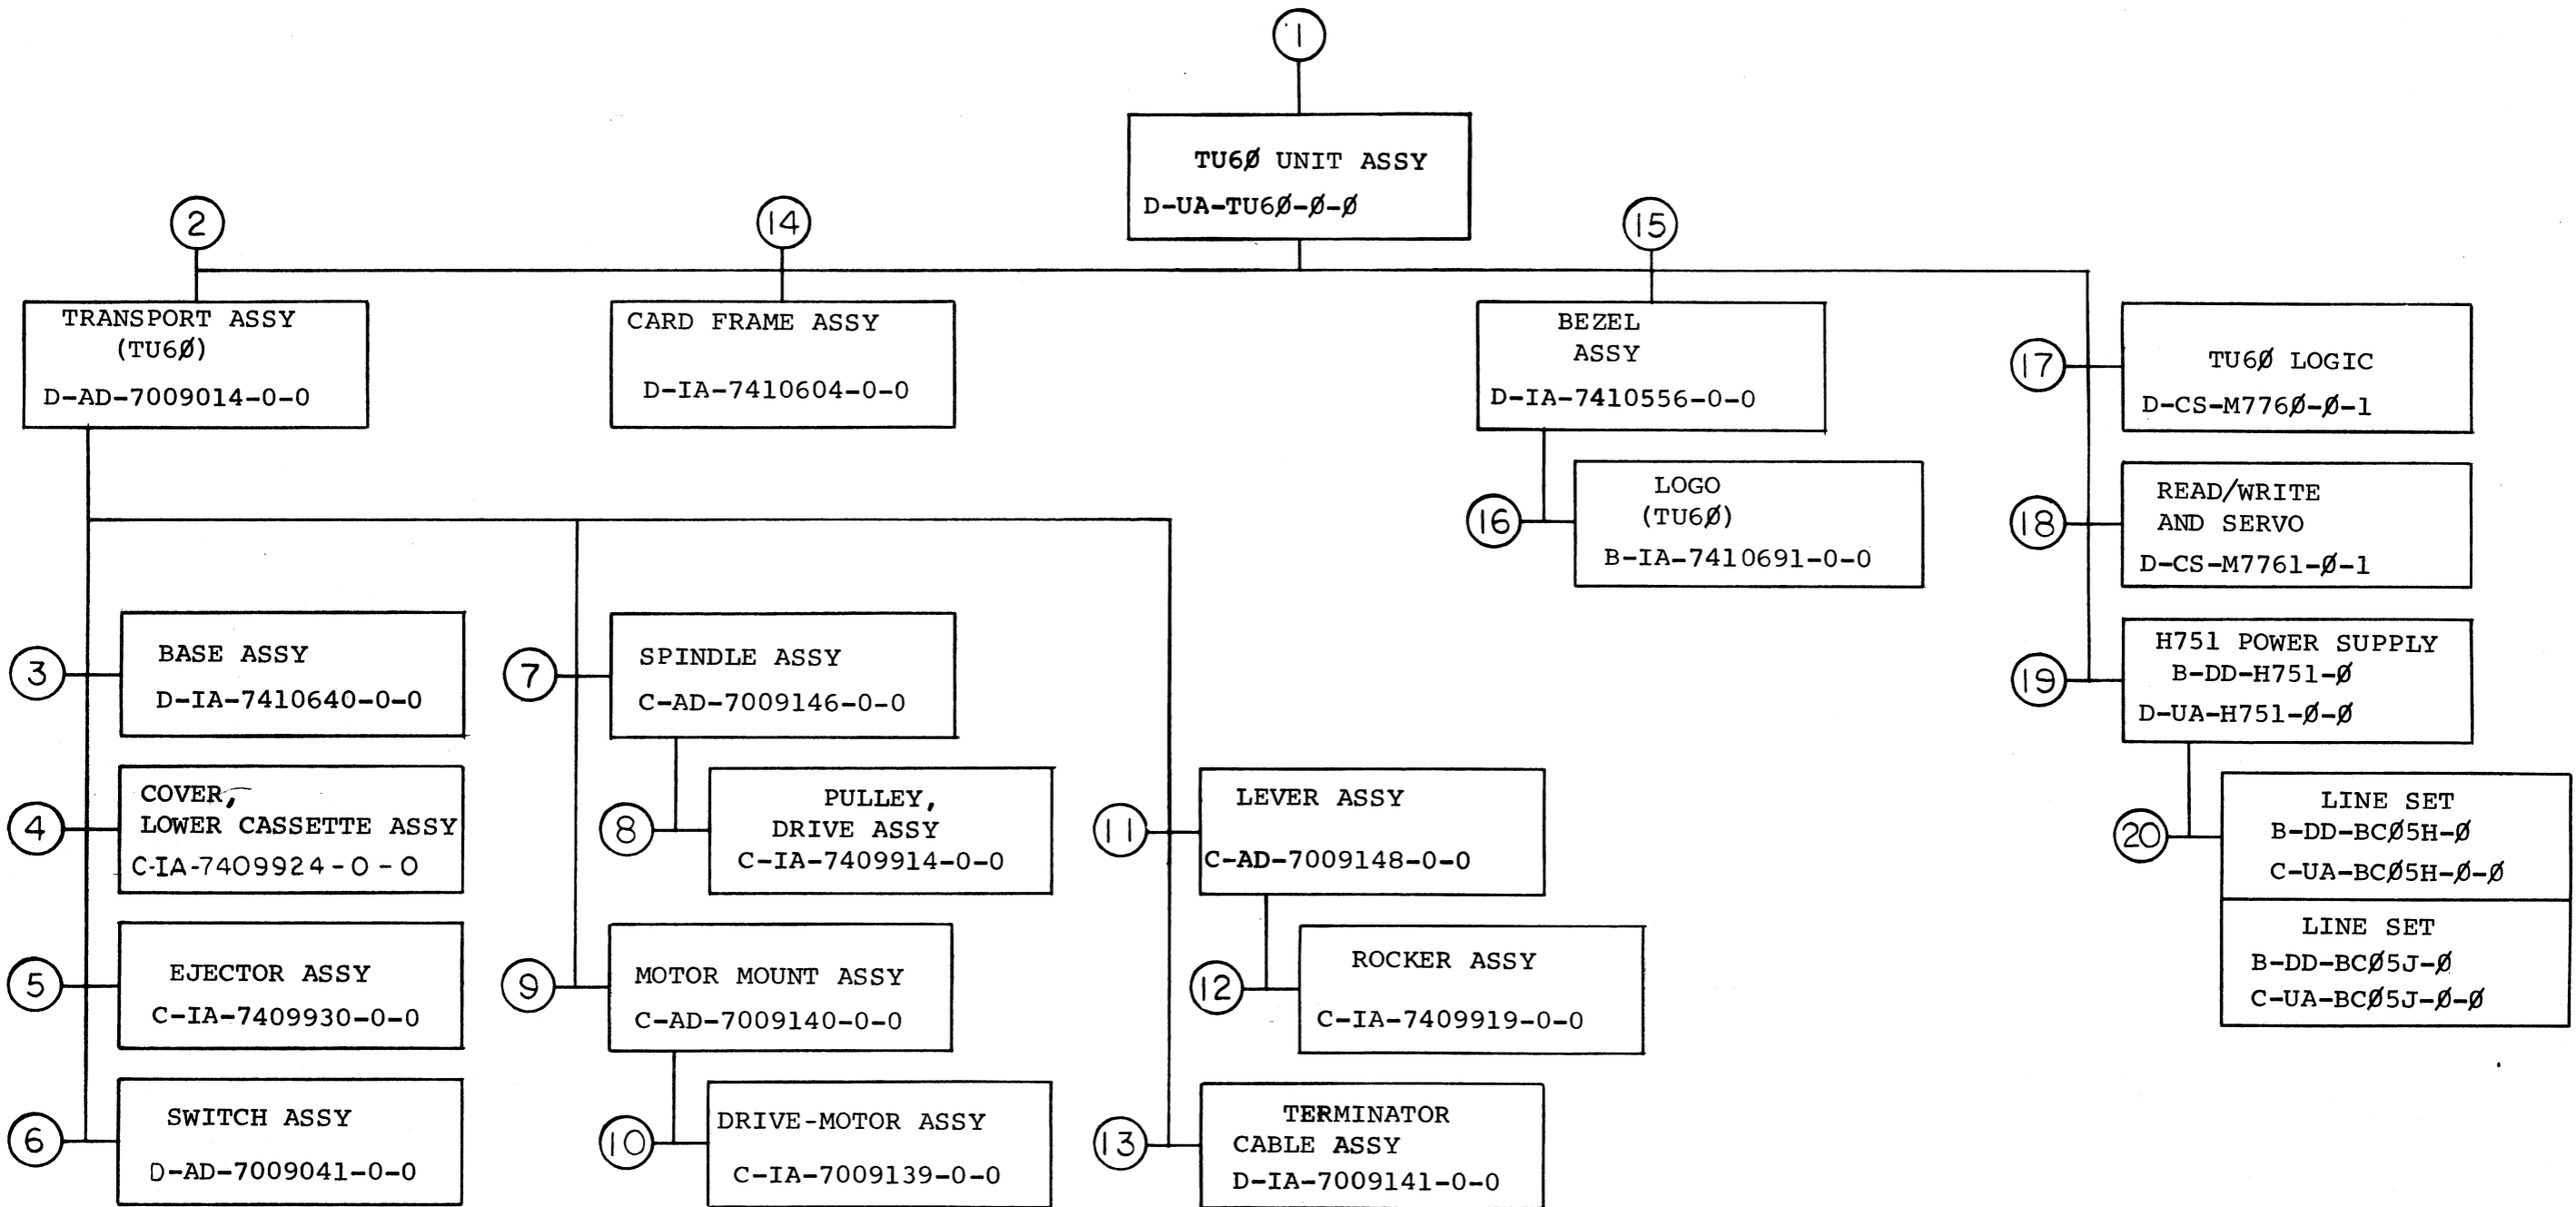 1
TU6Ø UNIT ASSY
D-UA-TU6Ø-Ø-Ø
2
TRANSPORT ASSY
(TU6Ø)
D-AD-7009014-0-0
14
CARD FRAME ASSY
D-IA-7410604-0-0
15
BEZEL
ASSY
D-IA-7410556-0-0
16
LOGO
(TU6Ø)
B-IA-7410691-0-0
17
TU6Ø LOGIC
D-CS-M776Ø-Ø-1
18
READ/WRITE
AND SERVO
D-CS-M7761-Ø-1
19
H751 POWER SUPPLY
B-DD-H751-Ø
D-UA-H751-Ø-Ø
20
LINE SET
B-DD-BCØ5H-Ø
C-UA-BCØ5H-Ø-Ø
LINE SET
B-DD-BCØ5J-Ø
C-UA-BCØ5J-Ø-Ø
3
BASE ASSY
D-IA-7410640-0-0
4
COVER,
LOWER CASSETTE ASSY
C-IA-7409924-0-0
5
EJECTOR ASSY
C-IA-7409930-0-0
6
SWITCH ASSY
D-AD-7009041-0-0
7
SPINDLE ASSY
C-AD-7009146-0-0
8
PULLEY,
DRIVE ASSY
C-IA-7409914-0-0
9
MOTOR MOUNT ASSY
C-AD-7009140-0-0
10
DRIVE-MOTOR ASSY
C-IA-7009139-0-0
11
LEVER ASSY
C-AD-7009148-0-0
12
ROCKER ASSY
C-IA-7409919-0-0
13
TERMINATOR
CABLE ASSY
D-IA-7009141-0-0